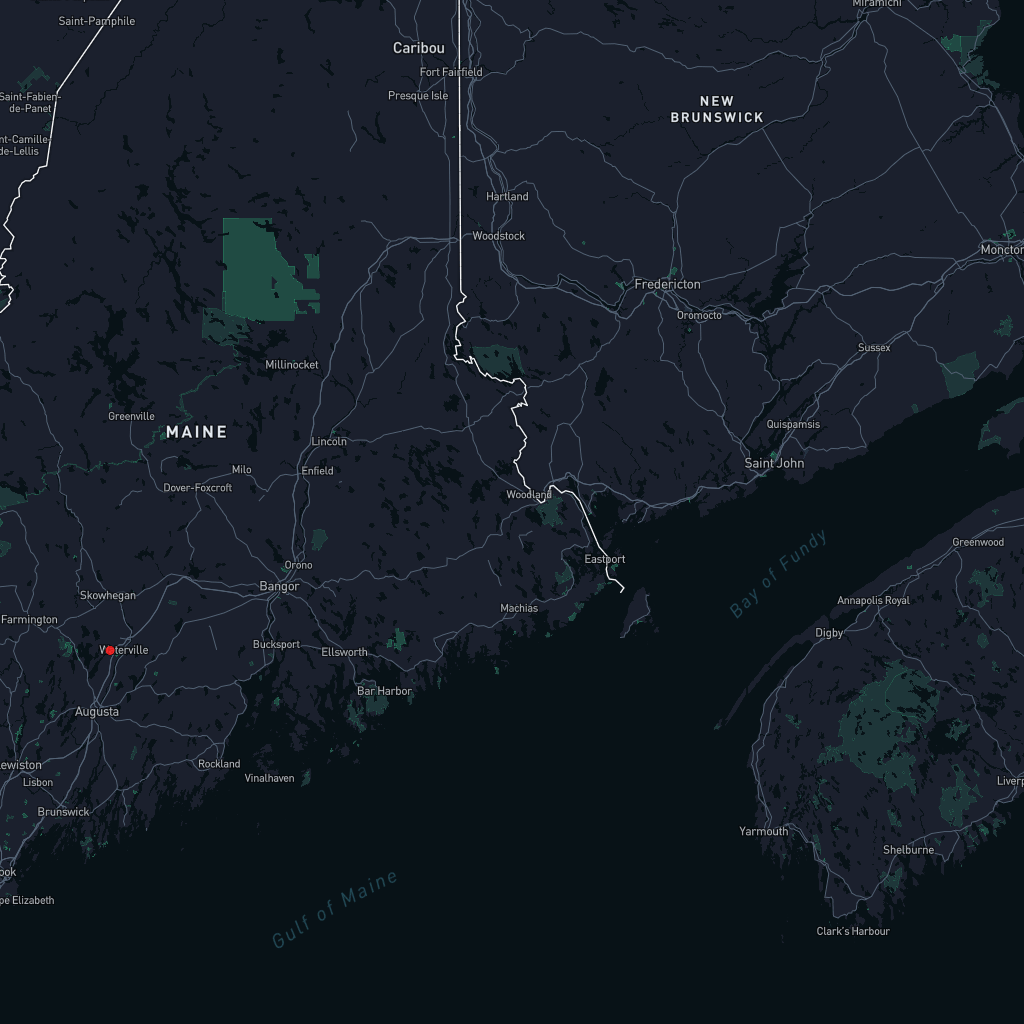 Miramichi
Saint-Pamphile
Caribou
Fort Fairfield
Presque Isle
Saint-Fabien-
de-Panet
NEW
BRUNSWICK
nt-Camille-
de-Lellis
Hartland
Woodstock
Moncton
Fredericton
Oromocto
Sussex
Millinocket
Greenville
MAINE
Quispamsis
Lincoln
Saint John
Milo
Enfield
Dover-Foxcroft
Woodland
Greenwood
Eastport
Bay of Fundy
Orono
Bangor
Skowhegan
Annapolis Royal
Machias
Farmington
Digby
Bucksport
Waterville
Ellsworth
Bar Harbor
Augusta
Rockland
ewiston
Vinalhaven
Lisbon
Liverp
Brunswick
Yarmouth
Shelburne
ook
Gulf of Maine
pe Elizabeth
Clark's Harbour